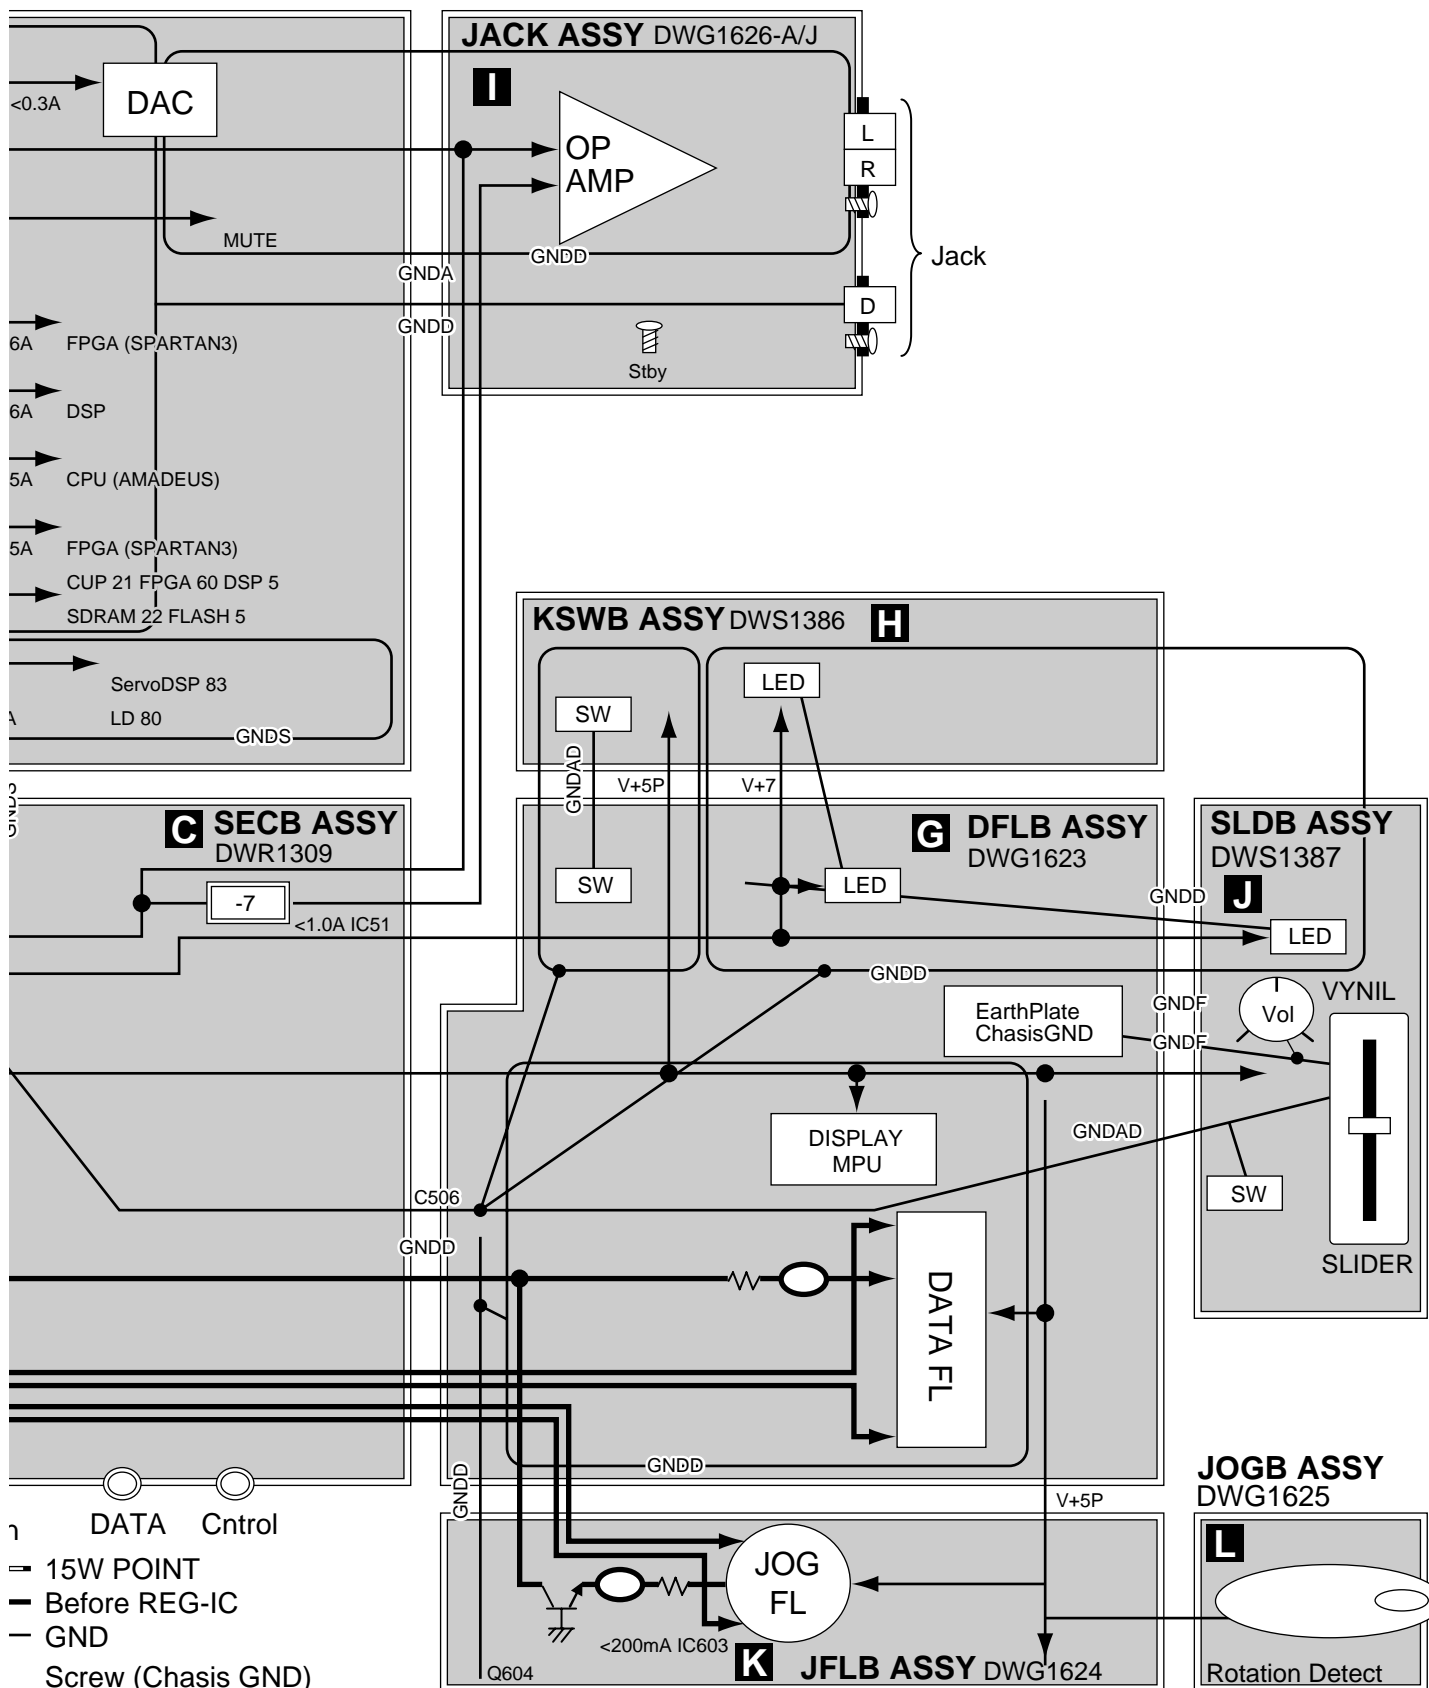 JACK ASSY DWG1626-A/J
I
<0.3A
DAC
OP
AMP
L
R
MUTE
GNDD
GNDA
Jack
D
GNDD
6A FPGA (SPARTAN3)
Stby
6A DSP
5A CPU (AMADEUS)
5A FPGA (SPARTAN3)
CUP 21 FPGA 60 DSP 5
SDRAM 22 FLASH 5
ServoDSP 83
LD 80
GNDS
KSWB ASSY DWS1386 H
LED
SW
GNDAD
V+5P
V+7
GNDS
C SECB ASSY
DWR1309
-7
<1.0A IC51
G DFLB ASSY
DWG1623
SW
LED
GNDD
SLDB ASSY
DWS1387
J
LED
GNDD
EarthPlate
ChasisGND
GNDF
GNDF
Vol
VYNIL
DISPLAY
MPU
GNDAD
SW
C506
GNDD
SLIDER
DATA FL
GNDD
GNDD
DATA Cntrol
V+5P
JOGB ASSY
DWG1625
L
15W POINT
Before REG-IC
GND
Screw (Chasis GND)
JOG
FL
<200mA IC603
Q604
K JFLB ASSY DWG1624
Rotation Detect